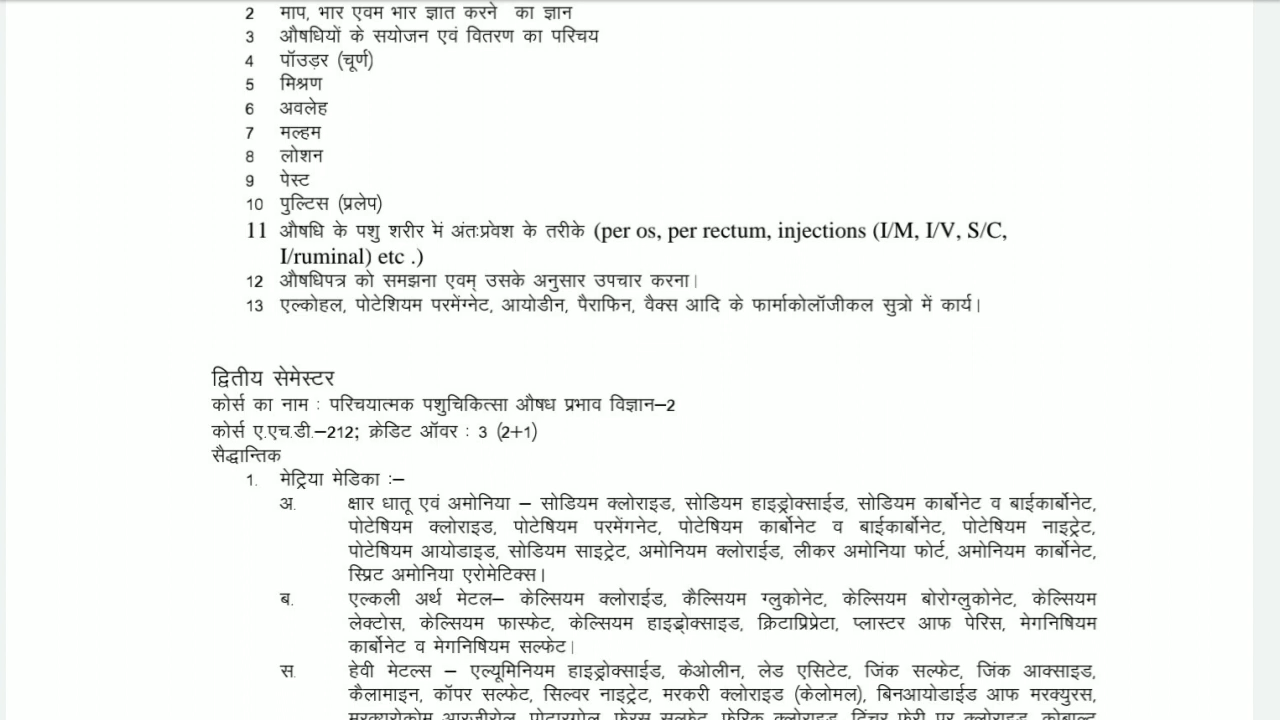 2 माप, भार एवम भार ज्ञात करने का ज्ञान
3 औषधियों के सयोजन एवं वितरण का परिचय
4 पॉउड़र (चूर्ण)
5 मिश्रण
6 अवलेह
7 मल्हम
8 लोशन
9 पेस्ट
10 पुल्टिस (प्रलेप)
11 औषधि के पशु शरीर में अंतःप्रवेश के तरीके (per os, per rectum, injections (I/M, I/V, S/C,
I/ruminal) etc .)
12 औषधिपत्र को समझना एवम् उसके अनुसार उपचार करना।
13 एल्कोहल, पोटेशियम परमेंग्नेट, आयोडीन, पैराफिन, वैक्स आदि के फार्माकोलॉजीकल सुत्रो में कार्य।
द्वितीय सेमेस्टर
कोर्स का नाम : परिचयात्मक पशुचिकित्सा औषध प्रभाव विज्ञान–2
कोर्स ए.एच.डी.–212; क्रेडिट ऑवर : 3 (2+1)
सैद्धान्तिक
1. मेट्रिया मेडिका :–
अ. क्षार धातू एवं अमोनिया – सोडियम क्लोराइड, सोडियम हाइड्रोक्साईड, सोडियम कार्बोनेट व बाईकार्बोनेट,
पोटेषियम क्लोराइड, पोटेषियम परमेंगनेट, पोटेषियम कार्बोनेट व बाईकार्बोनेट, पोटेषियम नाइट्रेट,
पोटेषियम आयोडाइड, सोडियम साइट्रेट, अमोनियम क्लोराईड, लीकर अमोनिया फोर्ट, अमोनियम कार्बोनेट,
स्प्रिट अमोनिया एरोमेटिक्स।
ब. एल्कली अर्थ मेटल– केल्सियम क्लोराईड, कैल्सियम ग्लुकोनेट, केल्सियम बोरोग्लुकोनेट, केल्सियम
लेक्टोस, केल्सियम फास्फेट, केल्सियम हाइड्रोक्साइड, क्रिटाप्रिप्रेटा, प्लास्टर आफ पेरिस, मेगनिषियम
कार्बोनेट व मेगनिषियम सल्फेट।
स. हेवी मेटल्स – एल्यूमिनियम हाइड्रोक्साईड, केओलीन, लेड एसिटेट, जिंक सल्फेट, जिंक आक्साइड,
कैलामाइन, कॉपर सल्फेट, सिल्वर नाइट्रेट, मरकरी क्लोराइड (केलोमल), बिनआयोडाईड आफ मरक्युरस,